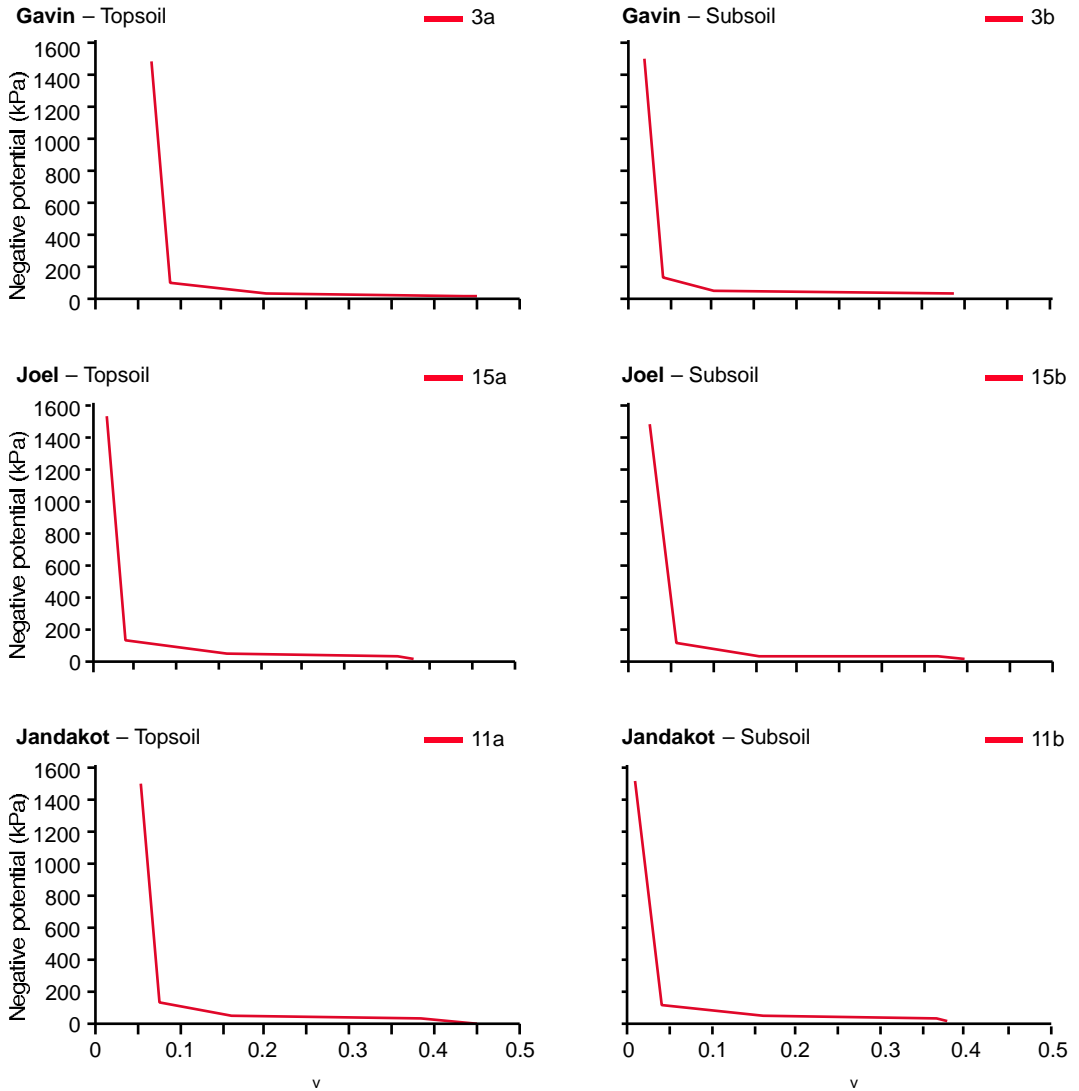 Gavin – Topsoil
3a
Negative potential (kPa)
1600
1400
1200
1000
800
600
400
200
0
Gavin – Subsoil
3b
Joel – Topsoil
15a
Negative potential (kPa)
1600
1400
1200
1000
800
600
400
200
0
Joel – Subsoil
15b
Jandakot – Topsoil
11a
Negative potential (kPa)
1600
1400
1200
1000
800
600
400
200
0
0 0.1 0.2 0.3 0.4 0.5
v
Jandakot – Subsoil
11b
0 0.1 0.2 0.3 0.4 0.5
v